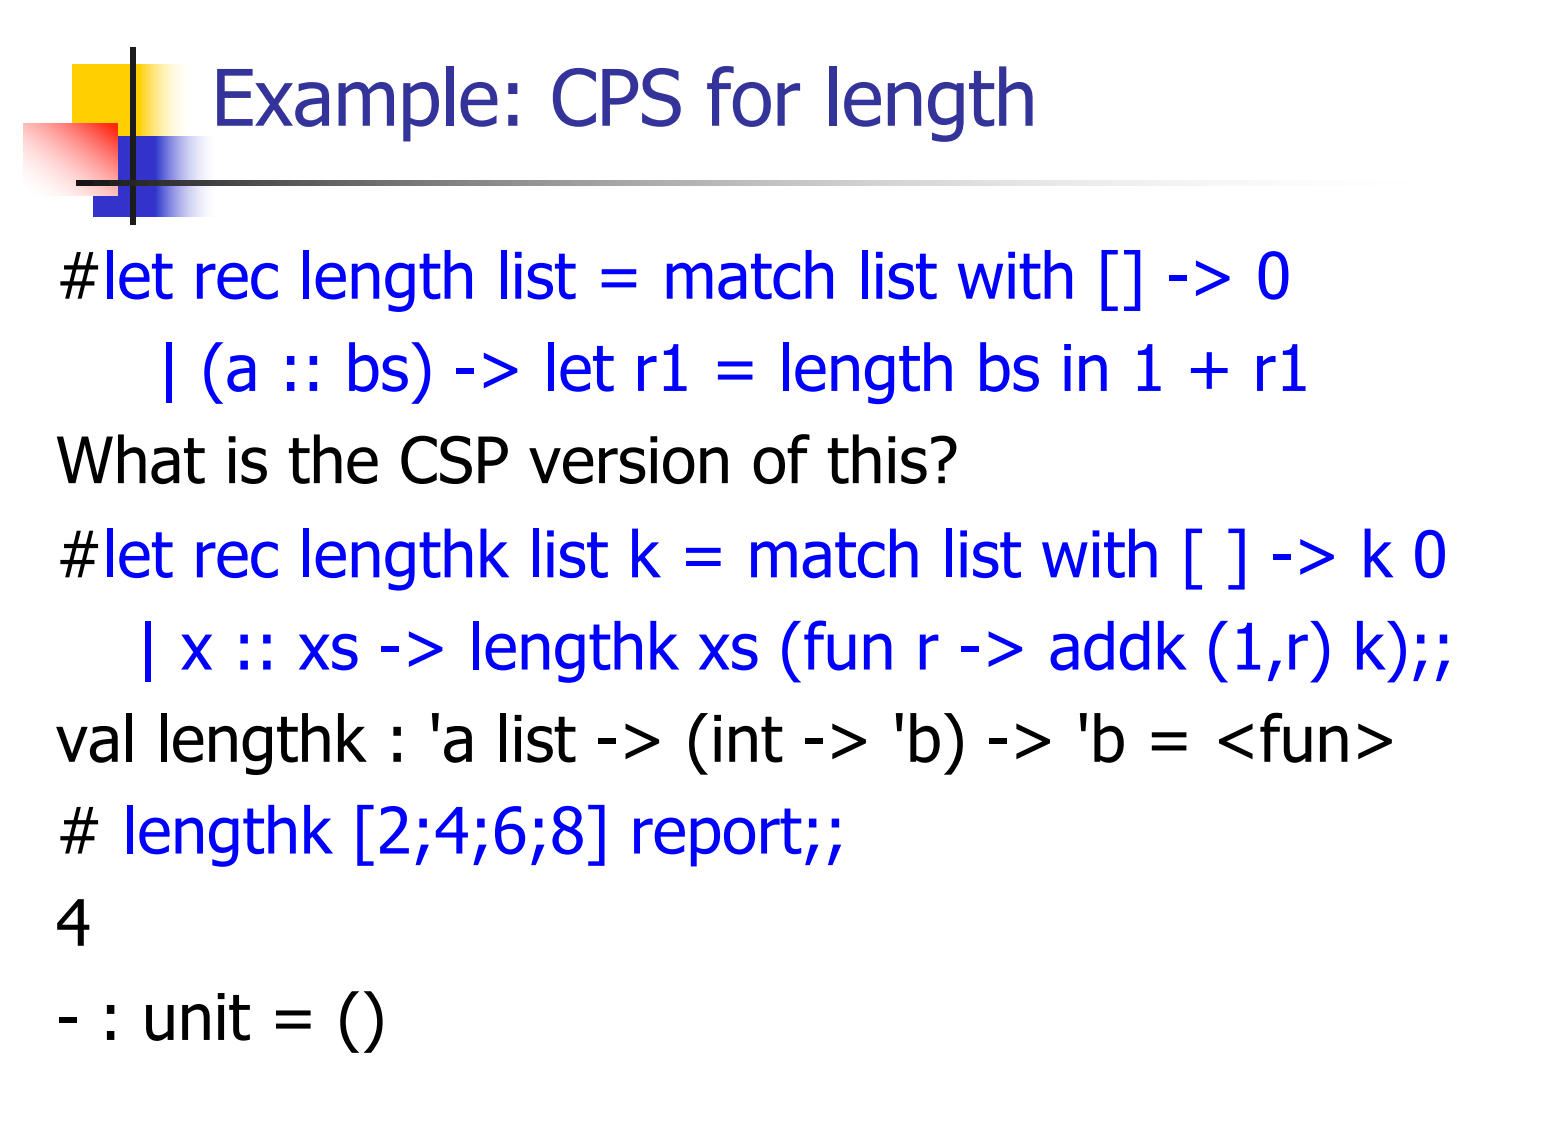 Example: CPS for length
#let rec length list = match list with [] -> 0
| (a :: bs) -> let r1 = length bs in 1 + r1
What is the CSP version of this?
#let rec lengthk list k = match list with [ ] -> k 0
| x :: xs -> lengthk xs (fun r -> addk (1,r) k);;
val lengthk : 'a list -> (int -> 'b) -> 'b = <fun>
# lengthk [2;4;6;8] report;;
4
- : unit = ()